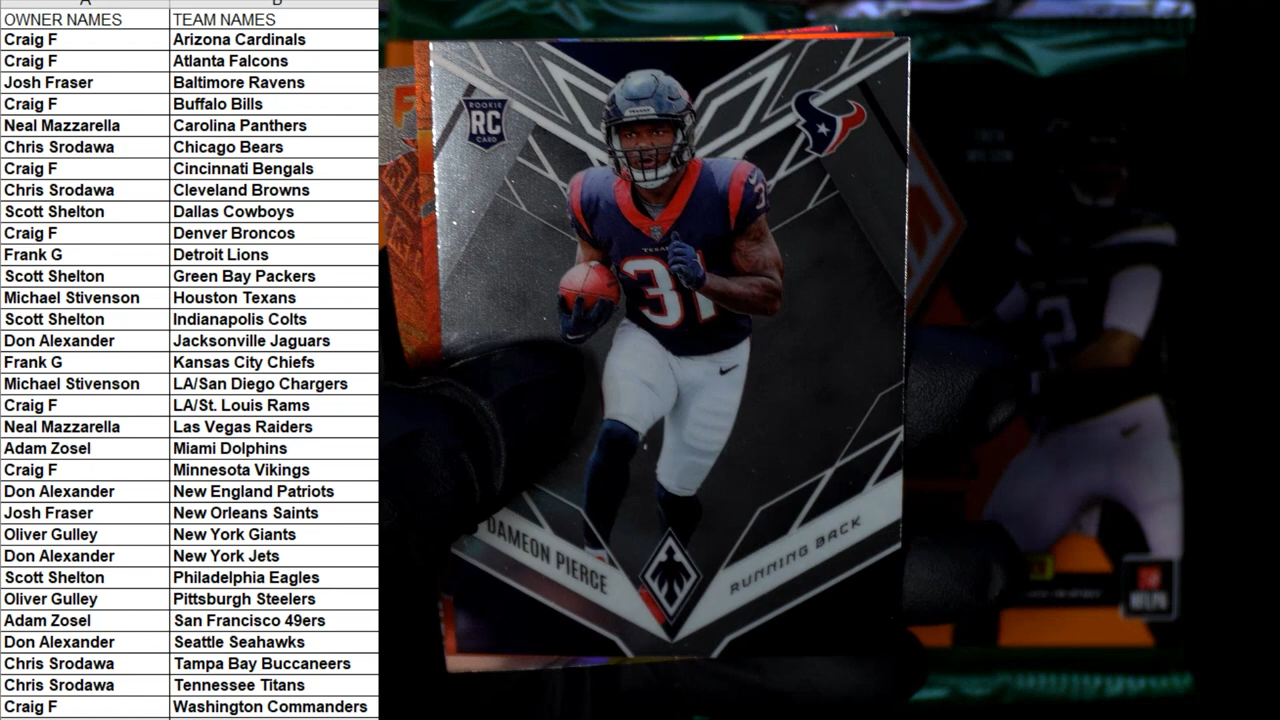 OWNER NAMES TEAM NAMES
Craig F Arizona Cardinals
Craig F Atlanta Falcons
Josh Fraser Baltimore Ravens
Craig F Buffalo Bills
Neal Mazzarella Carolina Panthers
Chris Srodawa Chicago Bears
Craig F Cincinnati Bengals
Chris Srodawa Cleveland Browns
Scott Shelton Dallas Cowboys
Craig F Denver Broncos
Frank G Detroit Lions
Scott Shelton Green Bay Packers
Michael Stivenson Houston Texans
Scott Shelton Indianapolis Colts
Don Alexander Jacksonville Jaguars
Frank G Kansas City Chiefs
Michael Stivenson LA/San Diego Chargers
Craig F LA/St. Louis Rams
Neal Mazzarella Las Vegas Raiders
Adam Zosel Miami Dolphins
Craig F Minnesota Vikings
Don Alexander New England Patriots
Josh Fraser New Orleans Saints
Oliver Gulley New York Giants
Don Alexander New York Jets
Scott Shelton Philadelphia Eagles
Oliver Gulley Pittsburgh Steelers
Adam Zosel San Francisco 49ers
Don Alexander Seattle Seahawks
Chris Srodawa Tampa Bay Buccaneers
Chris Srodawa Tennessee Titans
Craig F Washington Commanders
ROOKIE
RC
CARD
TEXANS
31
DAMEON PIERCE
RUNNING BACK
NFLPA